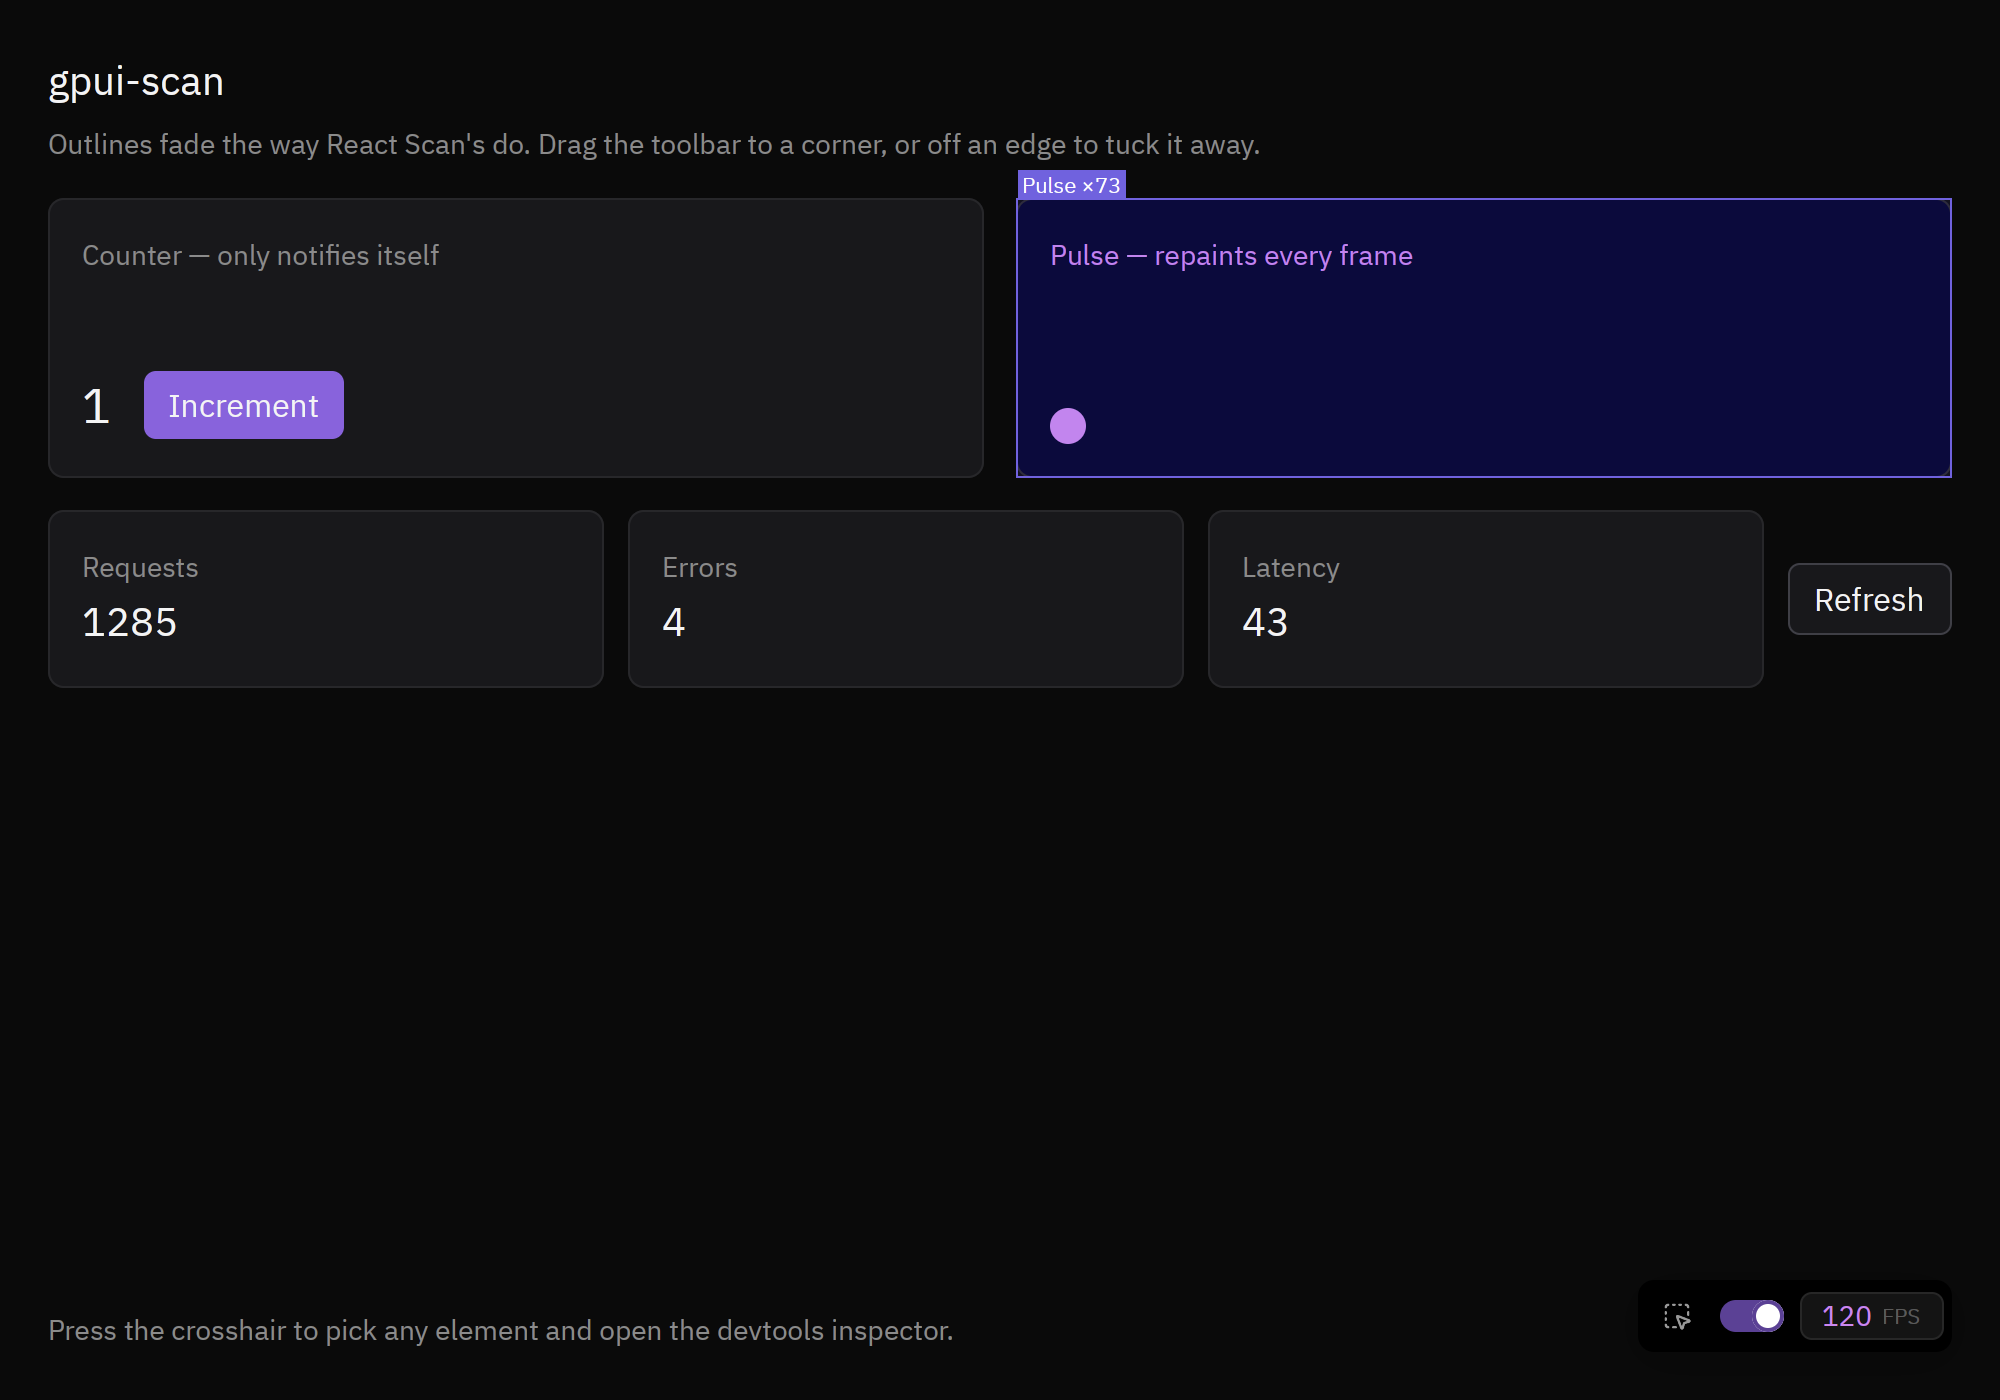 gpui-scan
Outlines fade the way React Scan's do. Drag the toolbar to a corner, or off an edge to tuck it away.
Pulse ×73
Counter — only notifies itself
1
Increment
Pulse — repaints every frame
Requests
1285
Errors
4
Latency
43
Refresh
Press the crosshair to pick any element and open the devtools inspector.
120 FPS